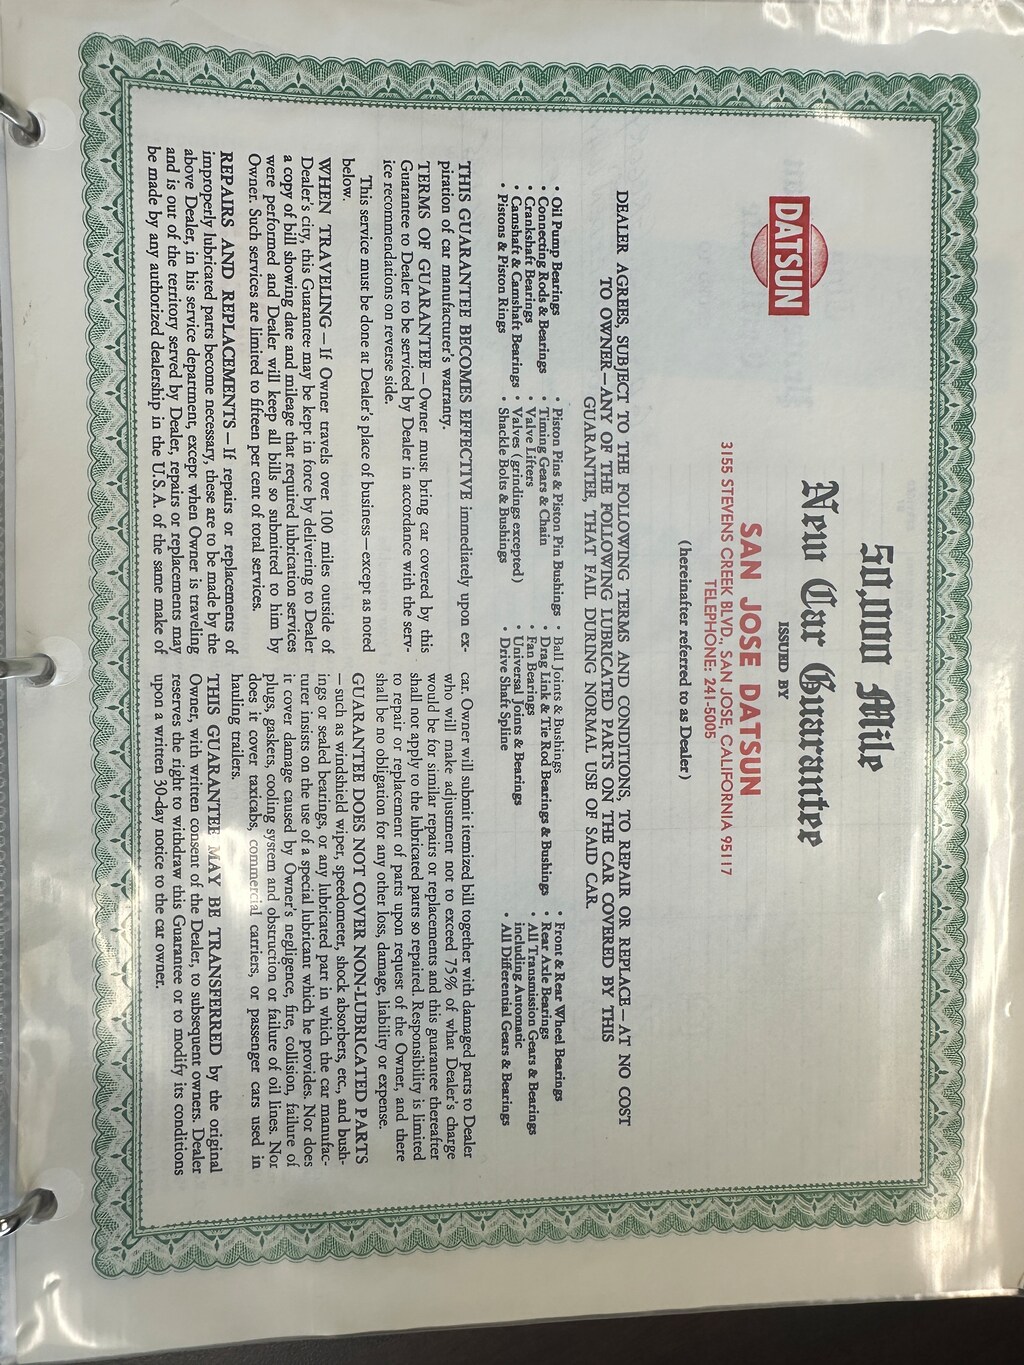 DATSUN
50,000 Mile
New Car Guarantee
ISSUED BY
SAN JOSE DATSUN
3155 STEVENS CREEK BLVD., SAN JOSE, CALIFORNIA 95117
TELEPHONE: 241-5005
(hereinafter referred to as Dealer)
DEALER AGREES, SUBJECT TO THE FOLLOWING TERMS AND CONDITIONS, TO REPAIR OR REPLACE—AT NO COST
TO OWNER—ANY OF THE FOLLOWING LUBRICATED PARTS ON THE CAR COVERED BY THIS
GUARANTEE, THAT FAIL DURING NORMAL USE OF SAID CAR.
• Oil Pump Bearings
• Connecting Rods & Bearings
• Crankshaft Bearings
• Camshaft & Camshaft Bearings
• Pistons & Piston Rings
• Piston Pins & Piston Pin Bushings
• Timing Gears & Chain
• Valve Lifters
• Valves (grindings excepted)
• Shackle Bolts & Bushings
• Ball Joints & Bushings
• Drag Link & Tie Rod Bearings & Bushings
• Fan Bearings
• Universal Joints & Bearings
• Drive Shaft Spline
• Front & Rear Wheel Bearings
• Rear Axle Bearings
• All Transmission Gears & Bearings
including Automatic
• All Differential Gears & Bearings
THIS GUARANTEE BECOMES EFFECTIVE immediately upon ex-
piration of car manufacturer's warranty.
TERMS OF GUARANTEE—Owner must bring car covered by this
Guarantee to Dealer to be serviced by Dealer in accordance with the serv-
ice recommendations on reverse side.
This service must be done at Dealer's place of business—except as noted
below.
WHEN TRAVELING—If Owner travels over 100 miles outside of
Dealer's city, this Guarantee may be kept in force by delivering to Dealer
a copy of bill showing date and mileage that required lubrication services
were performed and Dealer will keep all bills so submitted to him by
Owner. Such services are limited to fifteen per cent of total services.
REPAIRS AND REPLACEMENTS—If repairs or replacements of
improperly lubricated parts become necessary, these are to be made by the
above Dealer, in his service department, except when Owner is traveling
and is out of the territory served by Dealer, repairs or replacements may
be made by any authorized dealership in the U.S.A. of the same make of
car. Owner will submit itemized bill together with damaged parts to Dealer
who will make adjustment not to exceed 75% of what Dealer's charge
would be for similar repairs or replacements and this guarantee thereafter
shall not apply to the lubricated parts so repaired. Responsibility is limited
to repair or replacement of parts upon request of the Owner, and there
shall be no obligation for any other loss, damage, liability or expense.
GUARANTEE DOES NOT COVER NON-LUBRICATED PARTS
—such as windshield wiper, speedometer, shock absorbers, etc., and bush-
ings or sealed bearings, or any lubricated part in which the car manufac-
turer insists on the use of a special lubricant which he provides. Nor does
it cover damage caused by Owner's negligence, fire, collision, failure of
plugs, gaskets, cooling system and obstruction or failure of oil lines. Nor
does it cover taxicabs, commercial carriers, or passenger cars used in
hauling trailers.
THIS GUARANTEE MAY BE TRANSFERRED by the original
Owner, with written consent of the Dealer, to subsequent owners. Dealer
reserves the right to withdraw this Guarantee or to modify its conditions
upon a written 30-day notice to the car owner.